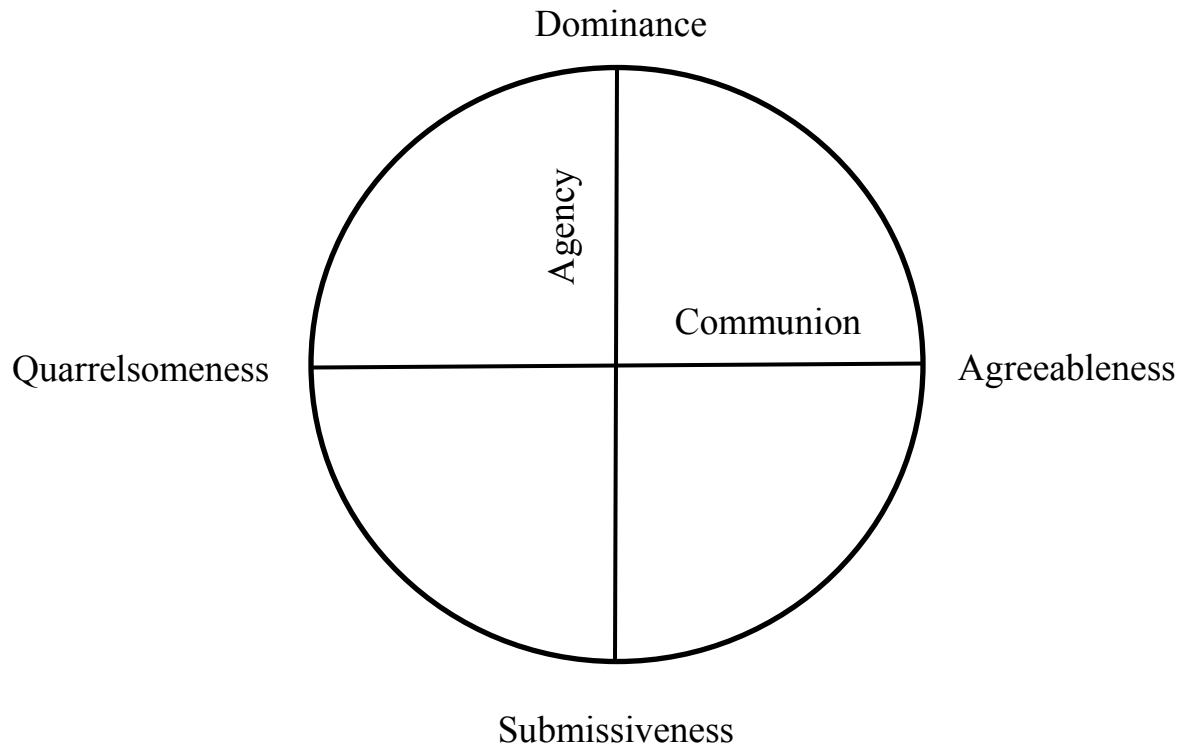 Dominance
Agency
Communion
Quarrelsomeness
Agreeableness
Submissiveness